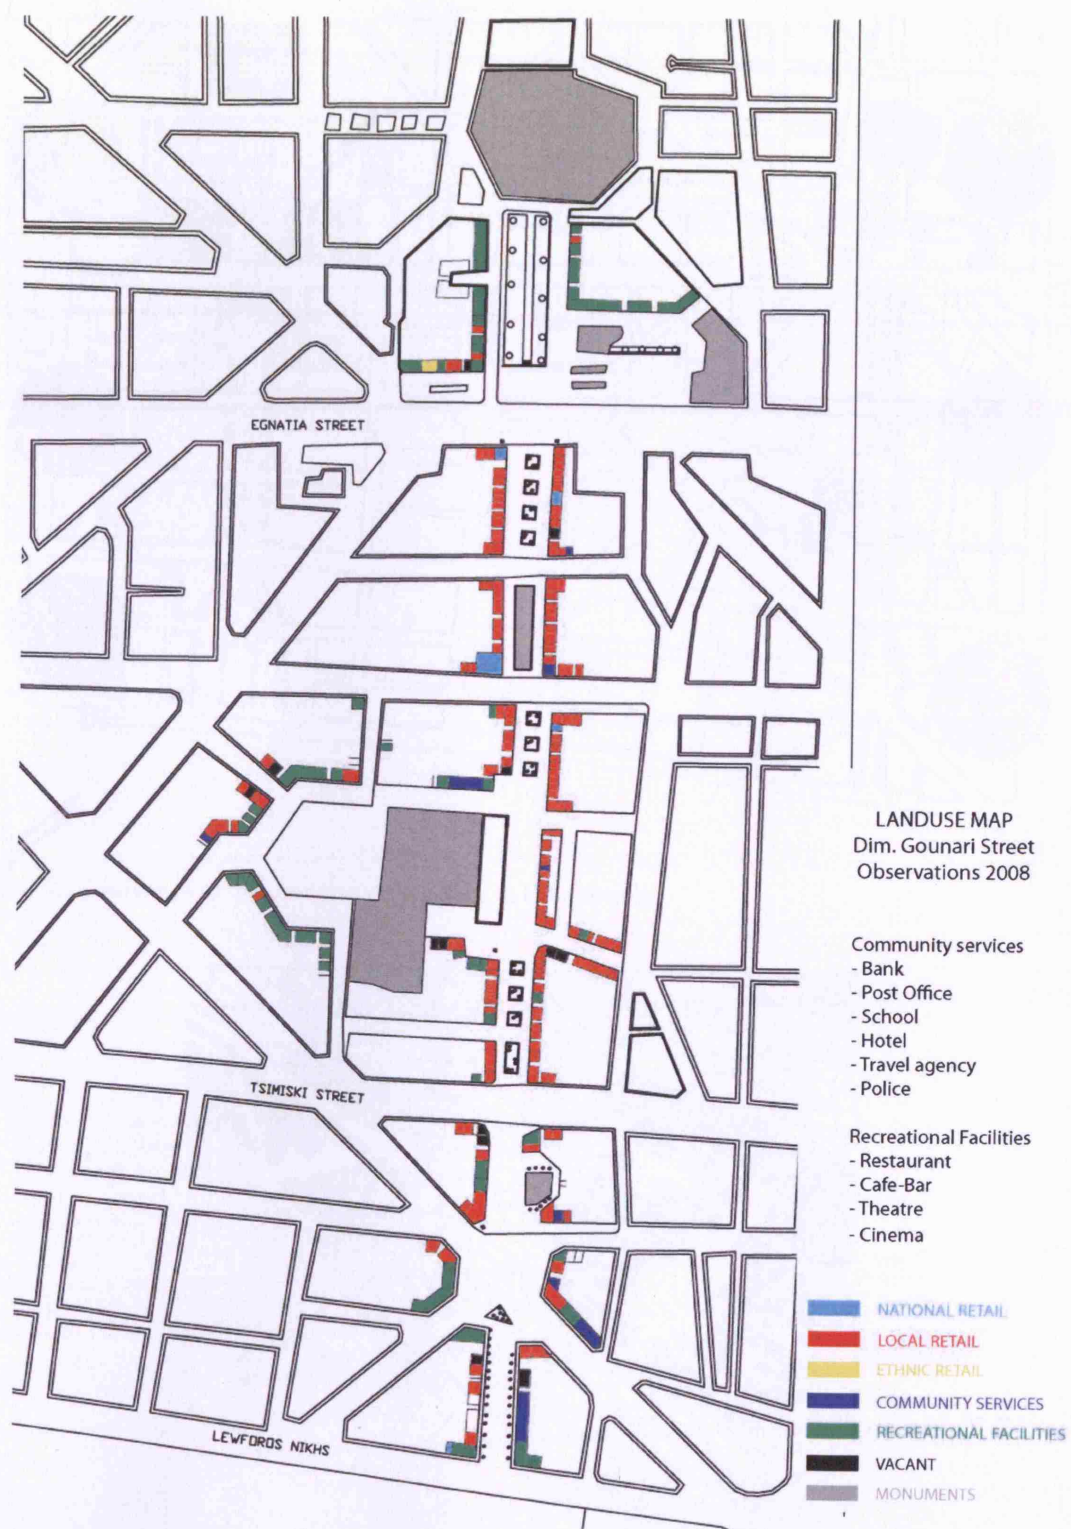 EGNATIA STREET
LANDUSE MAP
Dim. Gounari Street
Observations 2008
Community services
- Bank
- Post Office
- School
- Hotel
- Travel agency
- Police
TSIMISKI STREET
Recreational Facilities
- Restaurant
- Cafe-Bar
- Theatre
- Cinema
NATIONAL RETAIL
LOCAL RETAIL
ETHNIC RETAIL
COMMUNITY SERVICES
RECREATIONAL FACILITIES
VACANT
MONUMENTS
LEWFOROS NIKHS